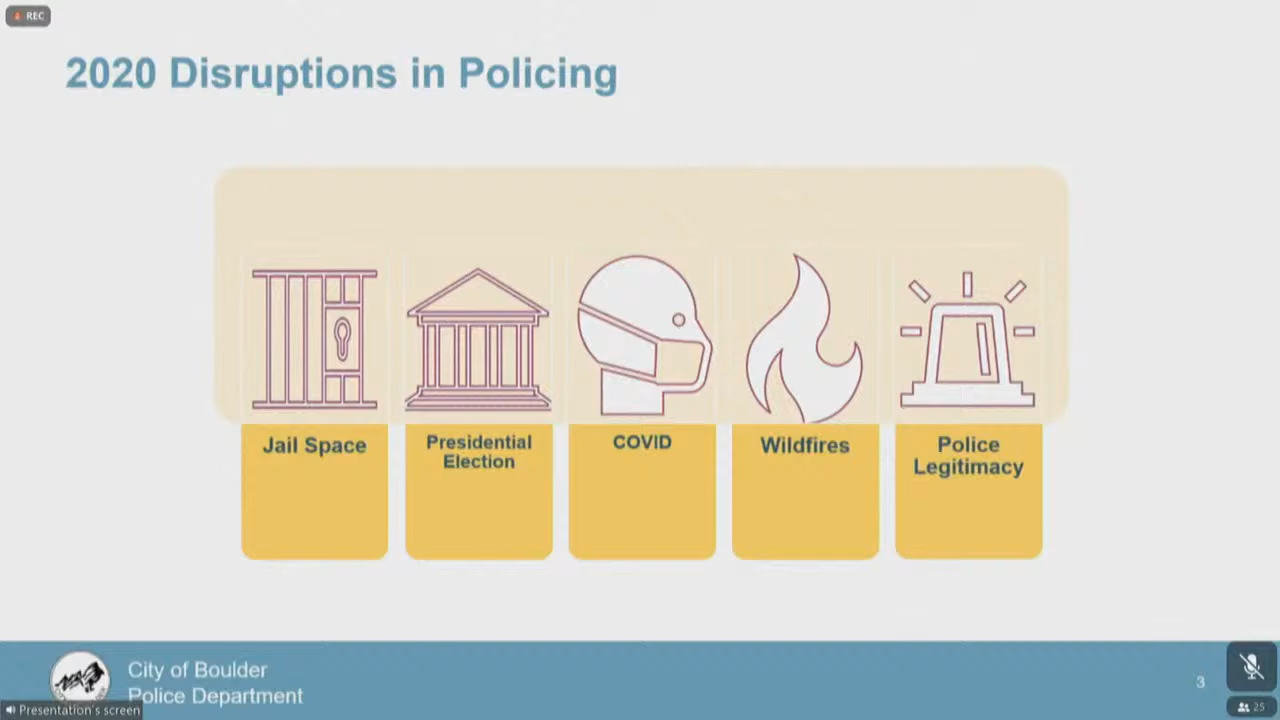 REC
2020 Disruptions in Policing
Jail Space
Presidential
Election
COVID
Wildfires
Police
Legitimacy
City of Boulder
Police Department
3
Presentation's screen
25